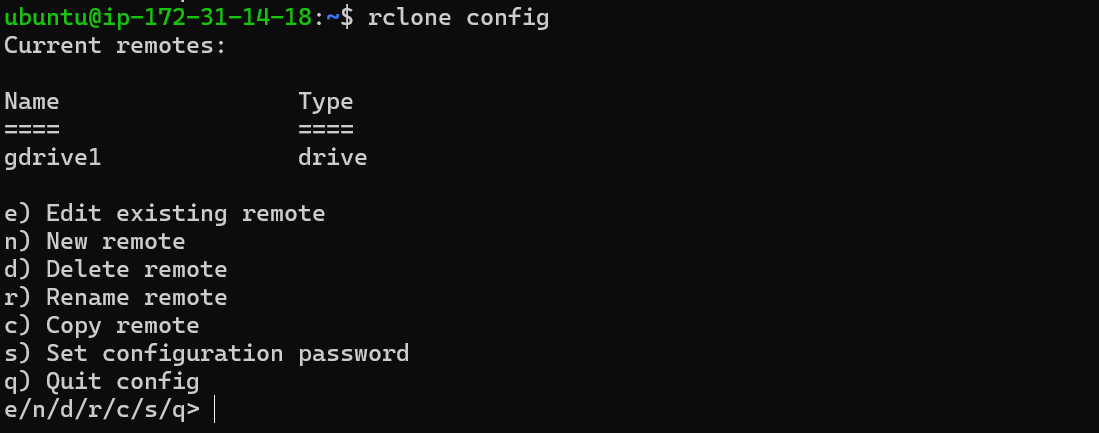 ubuntu@ip-172-31-14-18:~$ rclone config
Current remotes:
Name                 Type
====                 ====
gdrive1              drive
e) Edit existing remote
n) New remote
d) Delete remote
r) Rename remote
c) Copy remote
s) Set configuration password
q) Quit config
e/n/d/r/c/s/q>